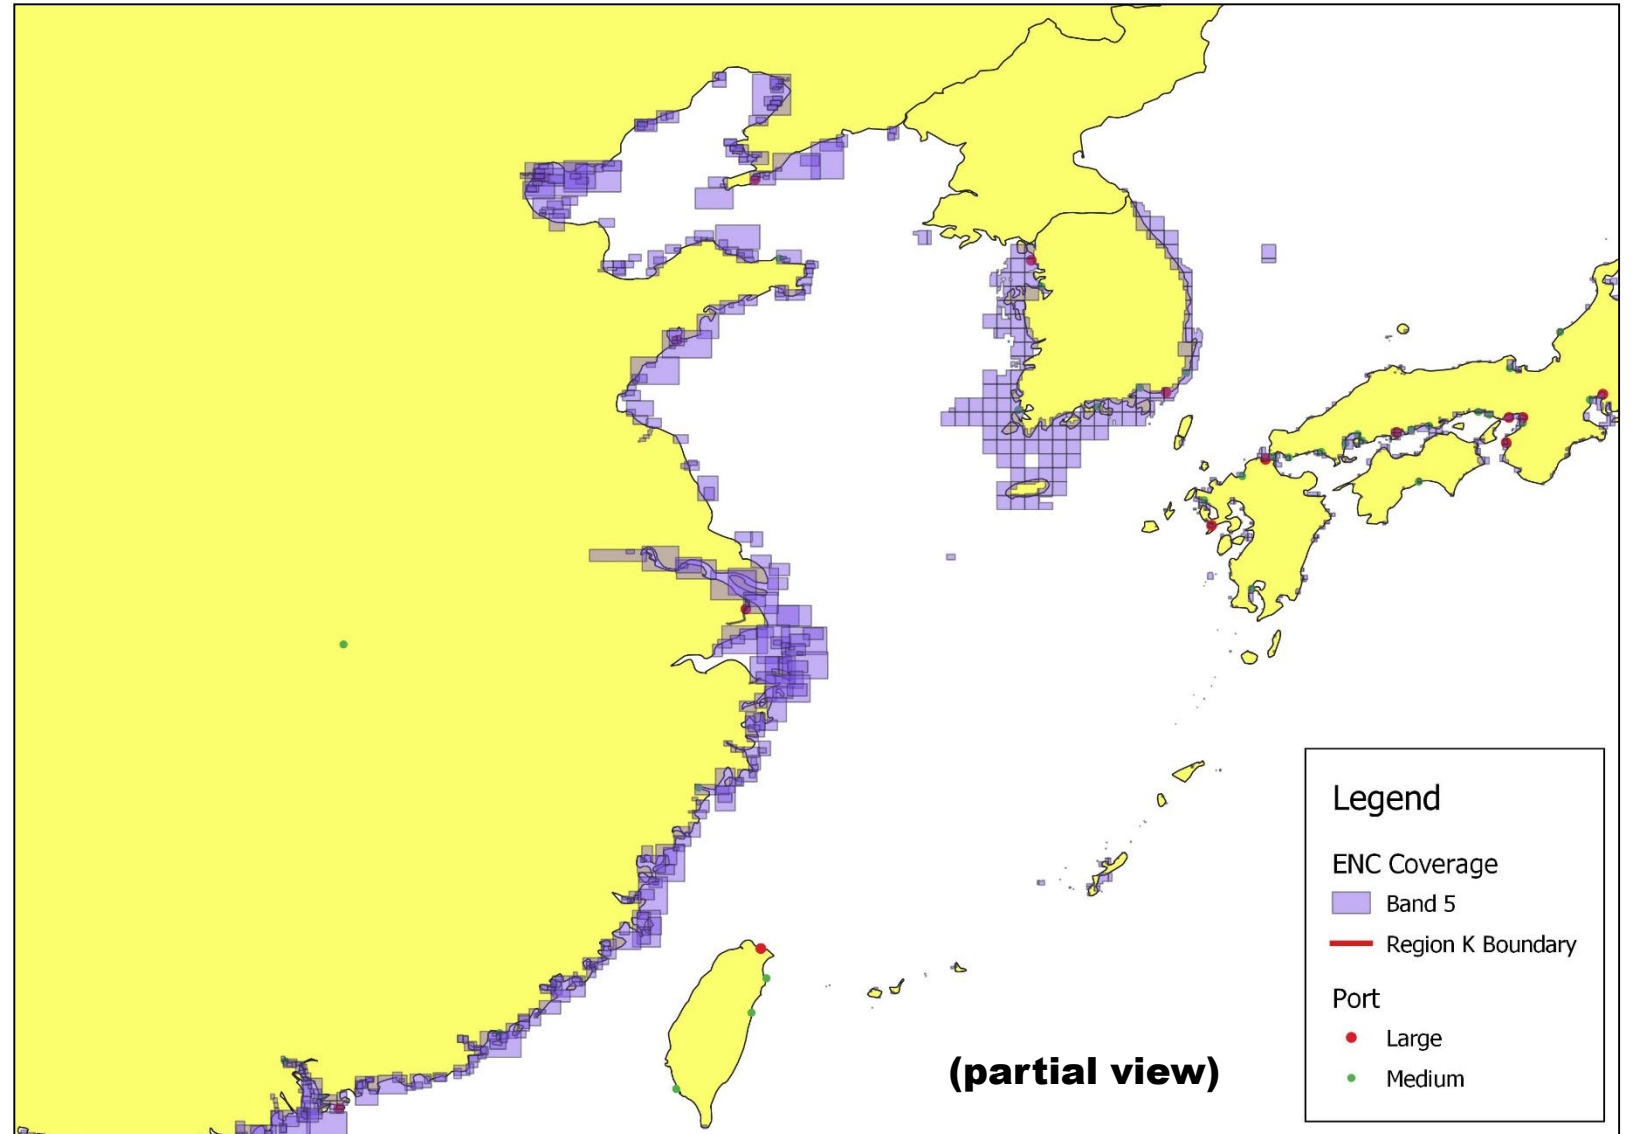 Legend
ENC Coverage
Band 5
Region K Boundary
Port
Large
Medium
(partial view)